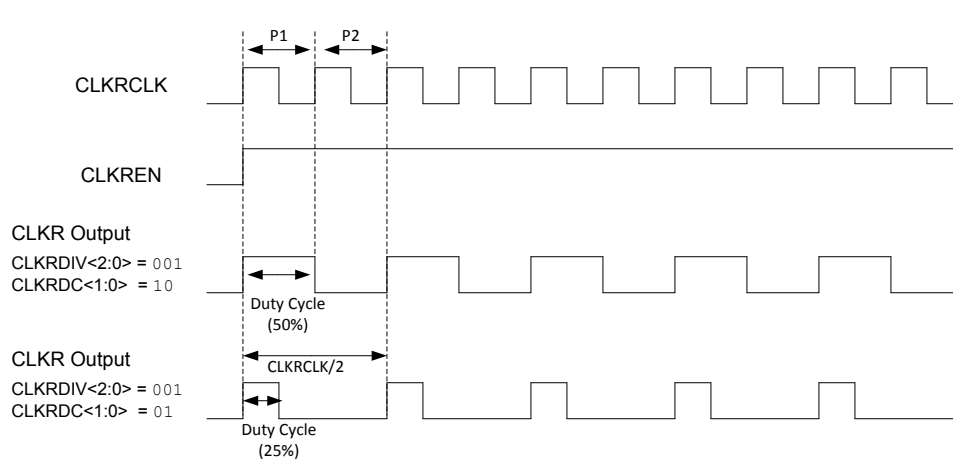 P1
P2
CLKRCLK
CLKREN
CLKR Output
CLKRDIV<2:0> = 001
CLKRDC<1:0> = 10
Duty Cycle
(50%)
CLKR Output
CLKRCLK/2
CLKRDIV<2:0> = 001
CLKRDC<1:0> = 01
Duty Cycle
(25%)